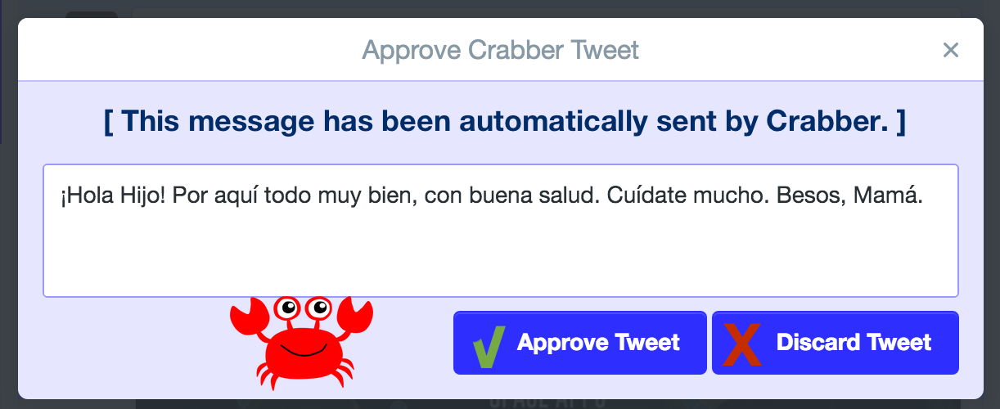 Approve Crabber Tweet ×
[ This message has been automatically sent by Crabber. ]
¡Hola Hijo! Por aquí todo muy bien, con buena salud. Cuídate mucho. Besos, Mamá.
Approve Tweet
Discard Tweet